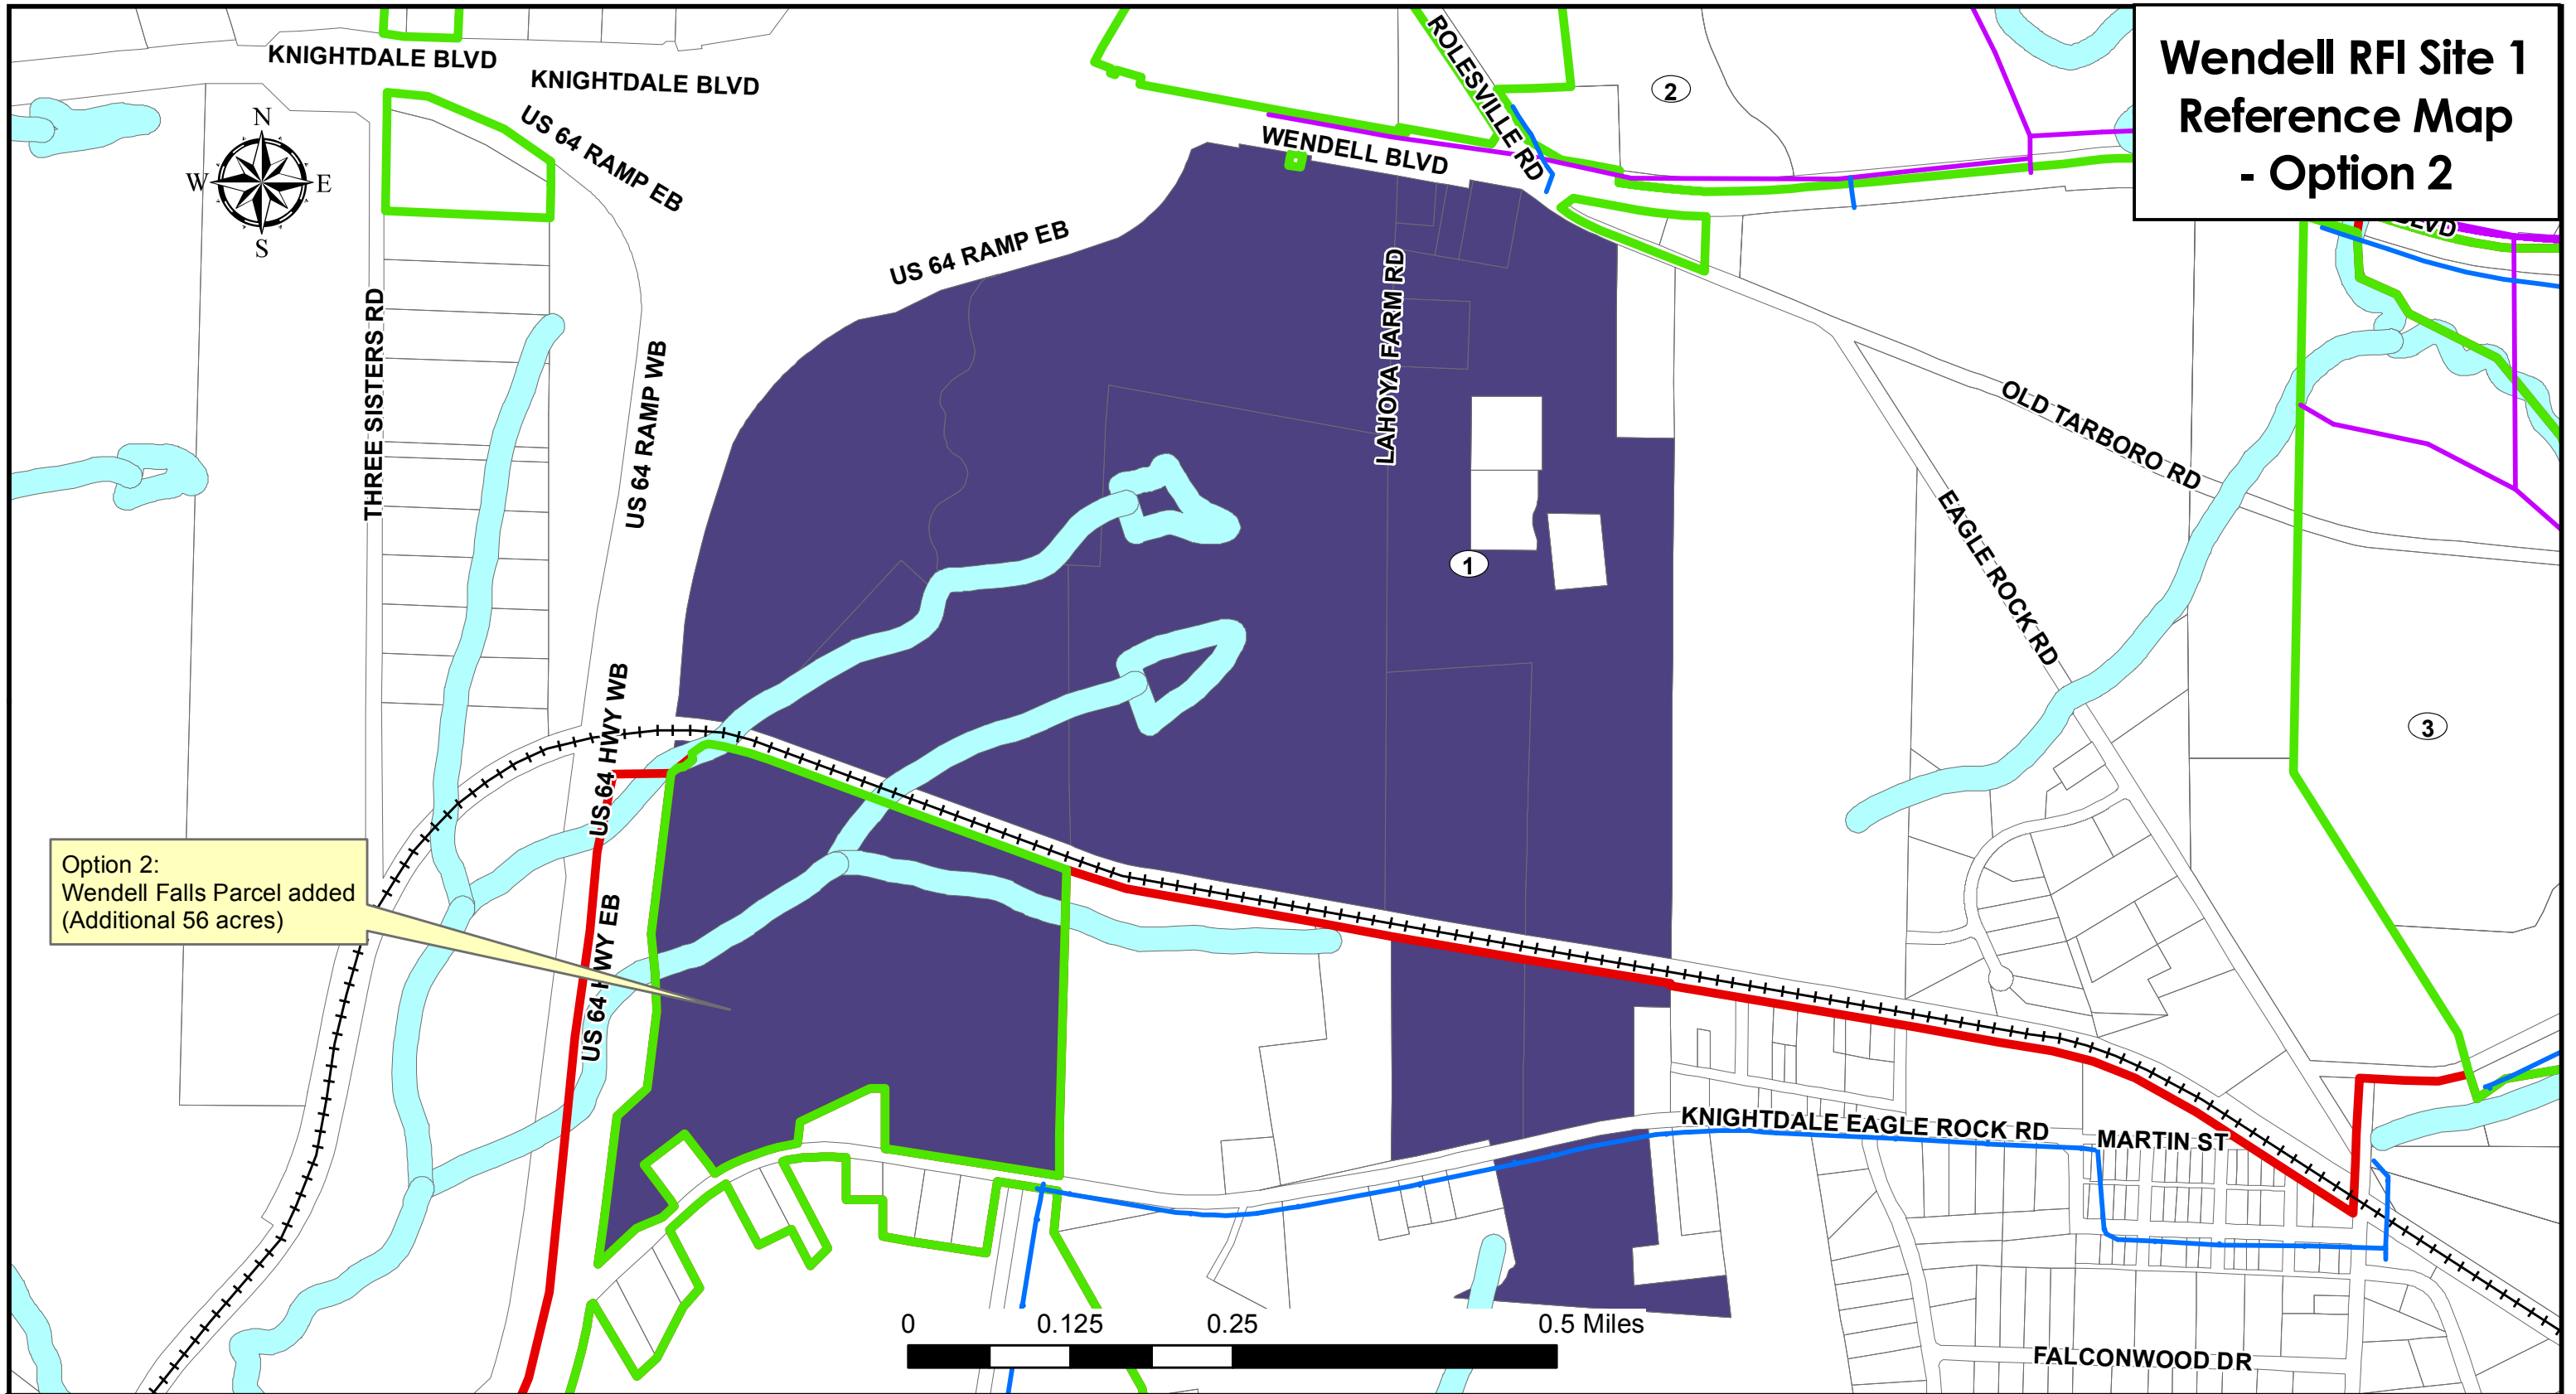 Wendell RFI Site 1
Reference Map
- Option 2
KNIGHTDALE BLVD
KNIGHTDALE BLVD
US 64 RAMP EB
N
W
E
S
ROLESVILLE RD
2
WENDELL BLVD
BLVD
US 64 RAMP EB
LAHOYA FARM RD
THREE SISTERS RD
US 64 RAMP WB
OLD TARBORO RD
EAGLE ROCK RD
1
US 64 HWY WB
3
Option 2:
Wendell Falls Parcel added
(Additional 56 acres)
US 64 HWY EB
KNIGHTDALE EAGLE ROCK RD
MARTIN ST
0
0.125
0.25
0.5 Miles
FALCONWOOD DR